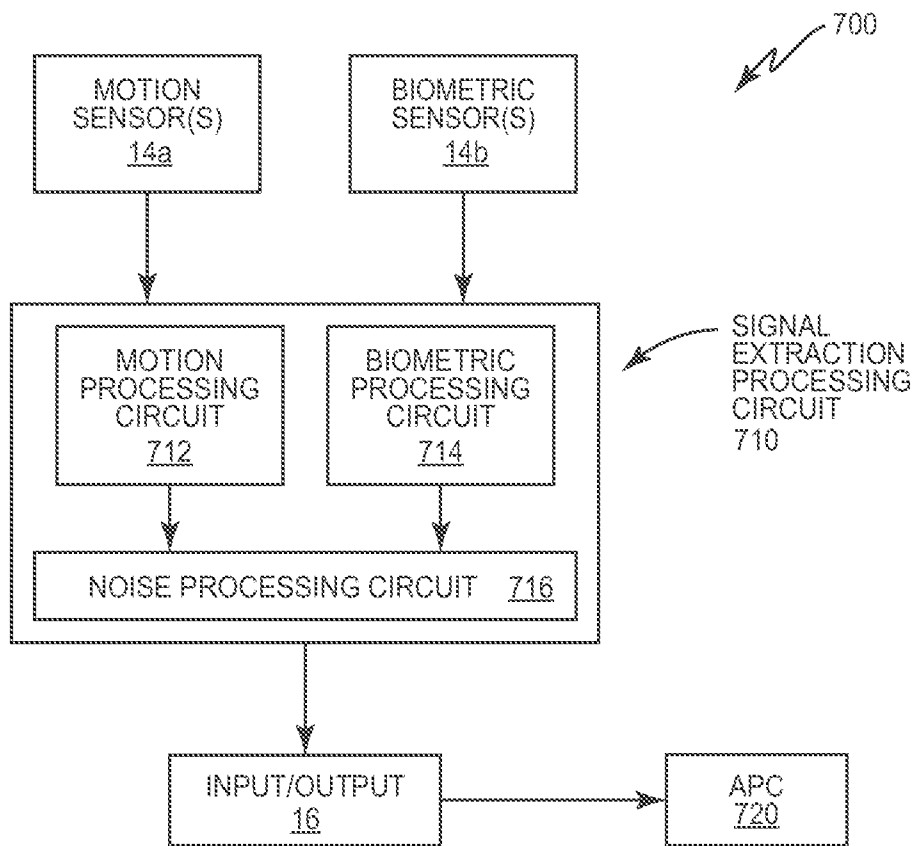 700
MOTION
SENSOR(S)
14a
BIOMETRIC
SENSOR(S)
14b
MOTION
PROCESSING
CIRCUIT
712
BIOMETRIC
PROCESSING
CIRCUIT
714
SIGNAL
EXTRACTION
PROCESSING
CIRCUIT
710
NOISE PROCESSING CIRCUIT 716
INPUT/OUTPUT
16
APC
720